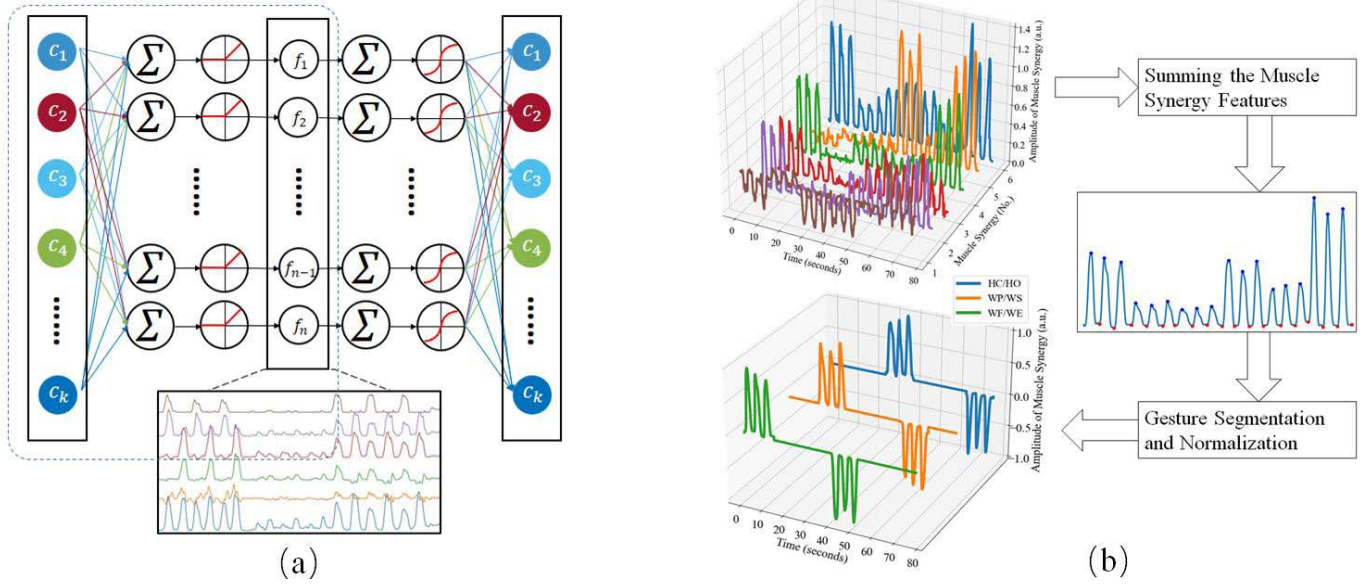 c₁
c₂
c₃
c₄
cₖ
Σ
Σ
Σ
Σ
f₁
f₂
fₙ₋₁
fₙ
Σ
Σ
Σ
Σ
c₁
c₂
c₃
c₄
cₖ
(a)
Amplitude of Muscle Synergy (a.u.)
1.4
1.2
1.0
0.8
0.6
0.4
0.2
0.0
Muscle Synergy (No.)
6
5
4
3
2
1
Time (seconds)
0
10
20
30
40
50
60
70
80
Summing the Muscle
Synergy Features
HC/HO
WP/WS
WF/WE
Amplitude of Muscle Synergy (a.u.)
1.0
0.5
0.0
-0.5
-1.0
Time (seconds)
0
10
20
30
40
50
60
70
80
Gesture Segmentation
and Normalization
(b)